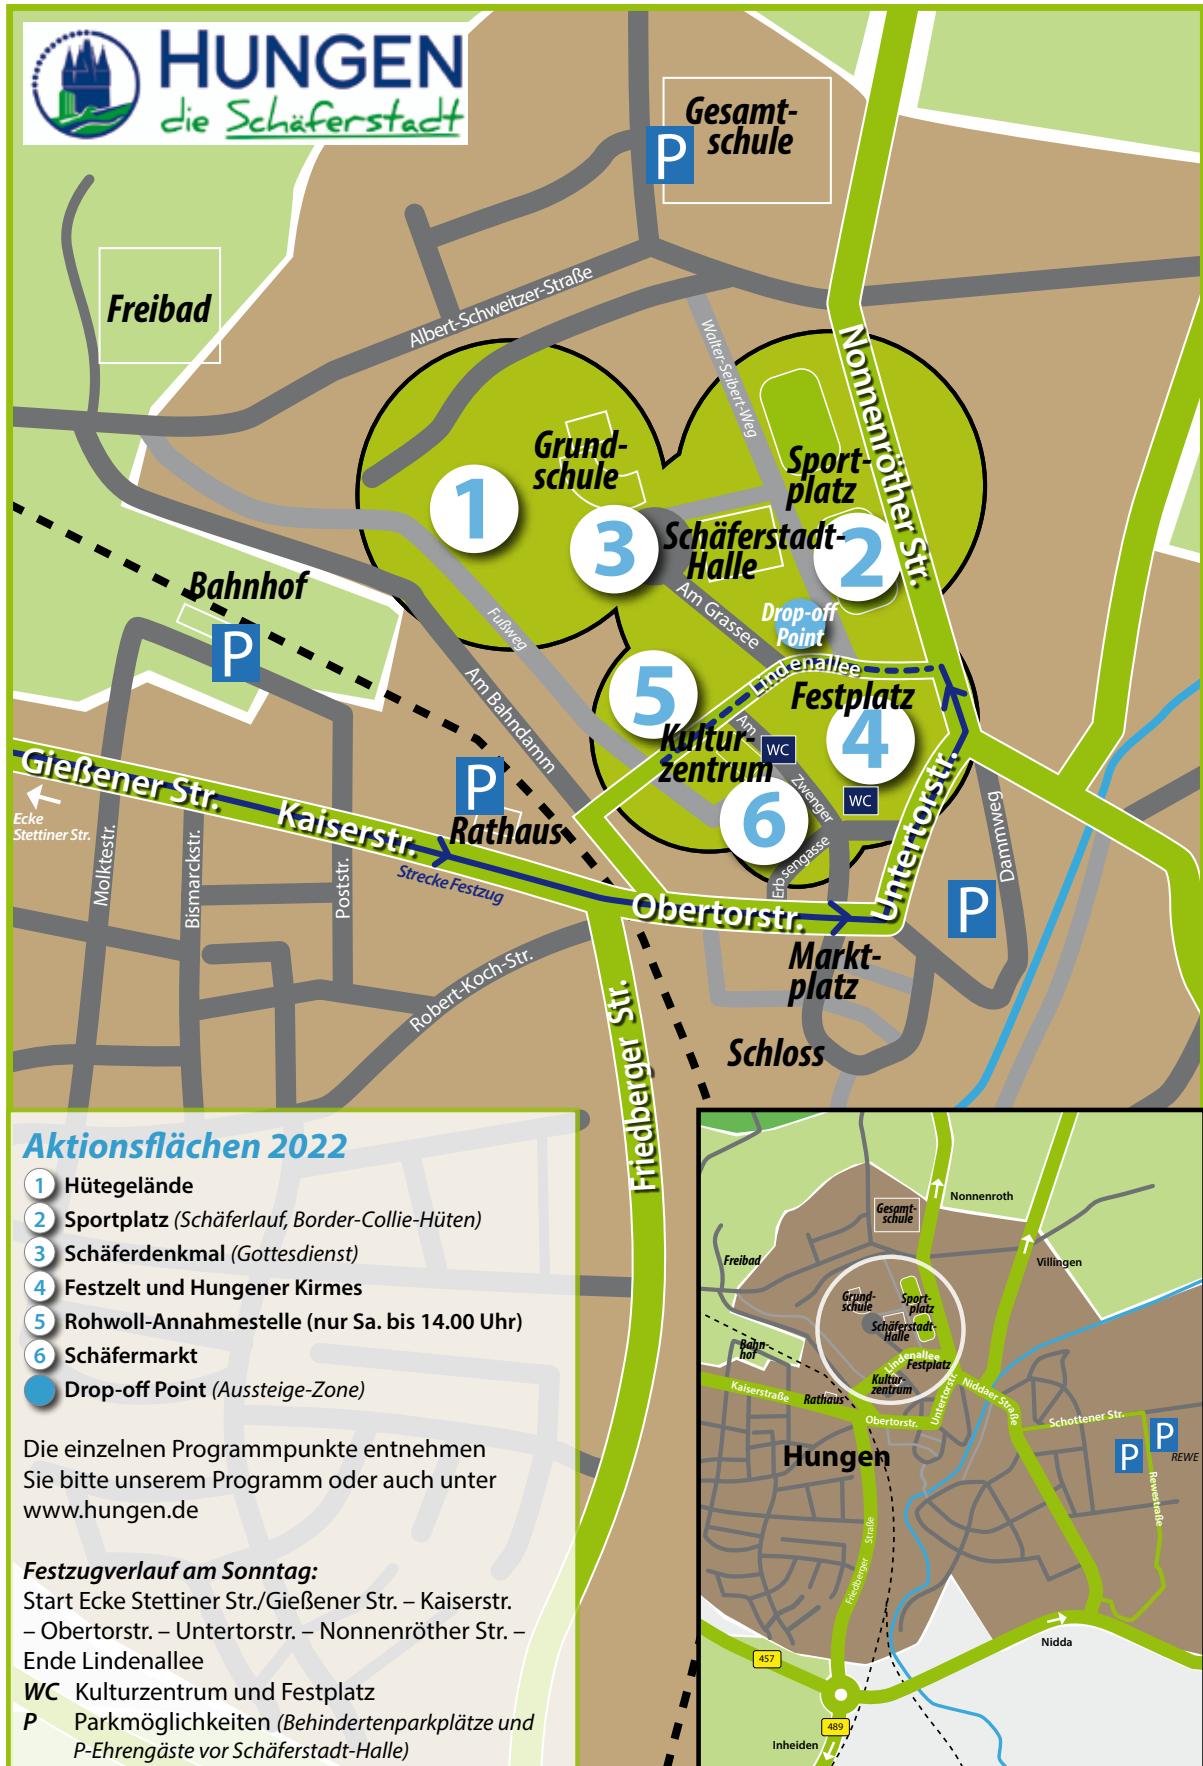 HUNGEN
die Schäferstadt
Gesamt-
schule
P
Freibad
Albert-Schweitzer-Straße
Walter-Seibert-Weg
Nonnenröther Str.
Grund-
schule
Sport-
platz
1
3
Schäferstadt-
Halle
2
Bahnhof
P
Fußweg
Am Grassee
Drop-off
Point
Lindenallee
5
Festplatz
4
Am Bahndamm
Kultur-
zentrum
Am Zwenger
WC
WC
6
Erbsengasse
Untertorstr.
Dammweg
Gießener Str.
Ecke
Stettiner Str.
Kaiserstr.
P
Rathaus
Strecke Festzug
Obertorstr.
P
Molktestr.
Bismarckstr.
Poststr.
Robert-Koch-Str.
Markt-
platz
Schloss
Friedberger Str.
Aktionsflächen 2022
1 Hütegelände
2 Sportplatz (Schäferlauf, Border-Collie-Hüten)
3 Schäferdenkmal (Gottesdienst)
4 Festzelt und Hungener Kirmes
5 Rohwoll-Annahmestelle (nur Sa. bis 14.00 Uhr)
6 Schäfermarkt
Drop-off Point (Aussteige-Zone)
Die einzelnen Programmpunkte entnehmen
Sie bitte unserem Programm oder auch unter
www.hungen.de
Festzugverlauf am Sonntag:
Start Ecke Stettiner Str./Gießener Str. – Kaiserstr.
– Obertorstr. – Untertorstr. – Nonnenröther Str. –
Ende Lindenallee
WC Kulturzentrum und Festplatz
P Parkmöglichkeiten (Behindertenparkplätze und
P-Ehrengäste vor Schäferstadt-Halle)
Nonnenroth
Gesamt-
schule
Villingen
Freibad
Grund-
schule
Sport-
platz
Schäferstadt-
Halle
Bahn-
hof
Lindenallee
Festplatz
Kultur-
zentrum
Kaiserstraße
Rathaus
Obertorstr.
Untertorstr.
Niddaer Straße
Schottener Str.
P
P
REWE
Rewestraße
Hungen
Friedberger Straße
Nidda
457
489
Inheiden